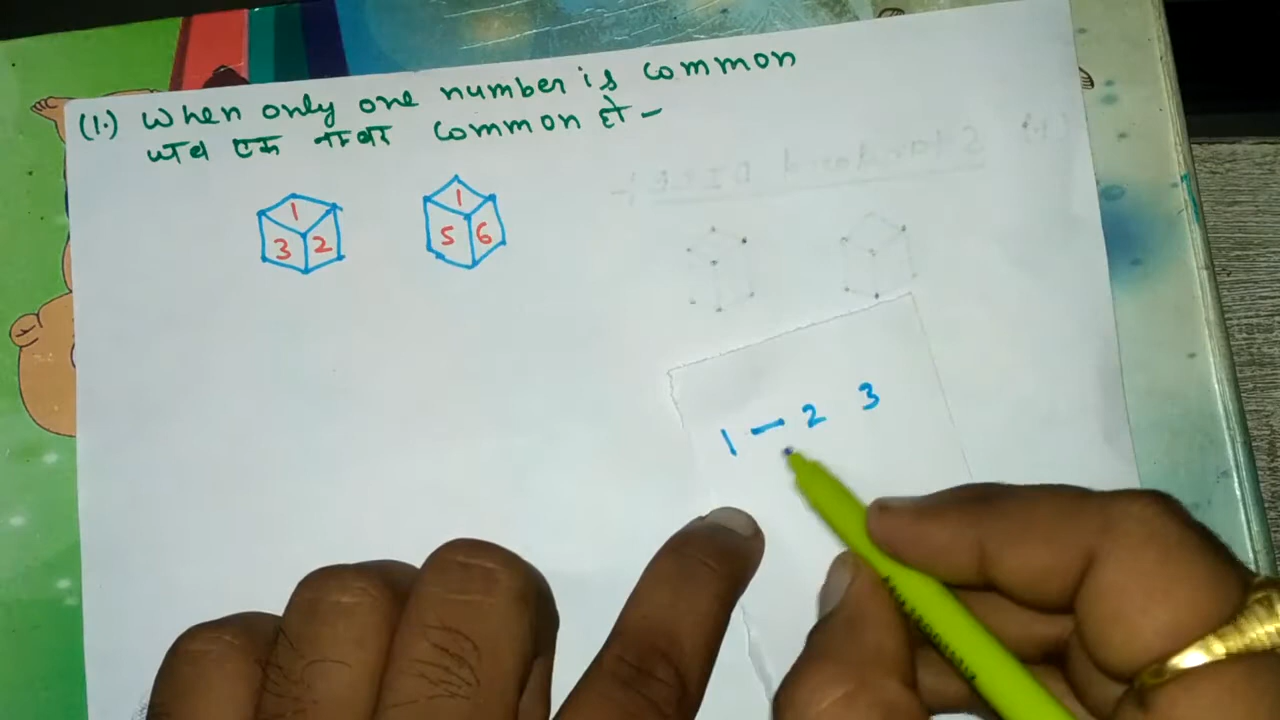 (1.) When only one number is common
जब एक नम्बर common हो -
1
3 2
1
5 6
1 - 2 3